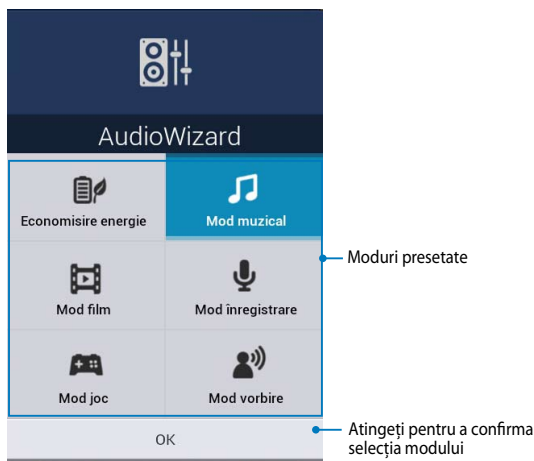 AudioWizard
Economisire energie
Mod muzical
Mod film
Mod înregistrare
Mod joc
Mod vorbire
OK
Moduri presetate
Atingeți pentru a confirma
selecția modului